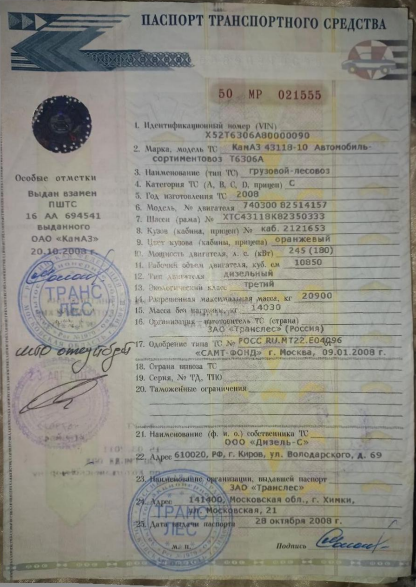 ПАСПОРТ ТРАНСПОРТНОГО СРЕДСТВА
50 МР 021555
1. Идентификационный номер (VIN)
X52T6306A80000090
2. Марка, модель ТС КамАЗ 43118-10 Автомобиль-
сортиментовоз Т6306А
3. Наименование (тип ТС) грузовой-лесовоз
4. Категория ТС (A, B, C, D, прицеп) C
5. Год изготовления ТС 2008
6. Модель, № двигателя 740300 82514157
7. Шасси (рама) № XTC43118K82350333
8. Кузов (кабина, прицеп) № каб. 2121653
9. Цвет кузова (кабины, прицепа) оранжевый
10. Мощность двигателя, л. с. (кВт) 245 (180)
11. Рабочий объем двигателя, куб. см 10850
12. Тип двигателя дизельный
13. Экологический класс третий
14. Разрешенная максимальная масса, кг 20900
15. Масса без нагрузки, кг 14030
16. Организация - изготовитель ТС (страна)
ЗАО «Транслес» (Россия)
17. Одобрение типа ТС № РОСС RU.MT22.E04096
«САМТ-ФОНД» г. Москва, 09.01.2008 г.
18. Страна вывоза ТС
19. Серия, № ТД, ТПО
20. Таможенные ограничения
21. Наименование (ф. и. о.) собственника ТС
ООО «Дизель-С»
22. Адрес 610020, РФ, г. Киров, ул. Володарского, д. 69
23. Наименование организации, выдавшей паспорт
ЗАО «Транслес»
24. Адрес 141400, Московская обл., г. Химки,
ул. Московская, 21
25. Дата выдачи паспорта 28 октября 2008 г.
М. п. Подпись
Особые отметки
Выдан взамен
ПШТС
16 АА 694541
выданного
ОАО «КамАЗ»
20.10.2008 г.
ТРАНС
ЛЕС
ТРАНС
ЛЕС